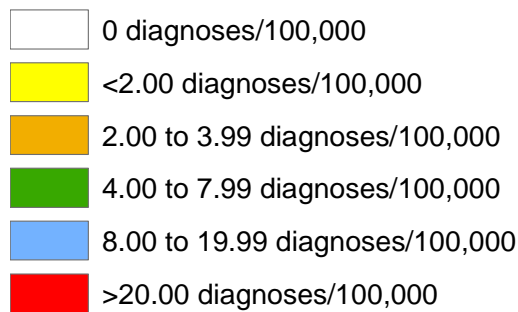 0 diagnoses/100,000
<2.00 diagnoses/100,000
2.00 to 3.99 diagnoses/100,000
4.00 to 7.99 diagnoses/100,000
8.00 to 19.99 diagnoses/100,000
>20.00 diagnoses/100,000